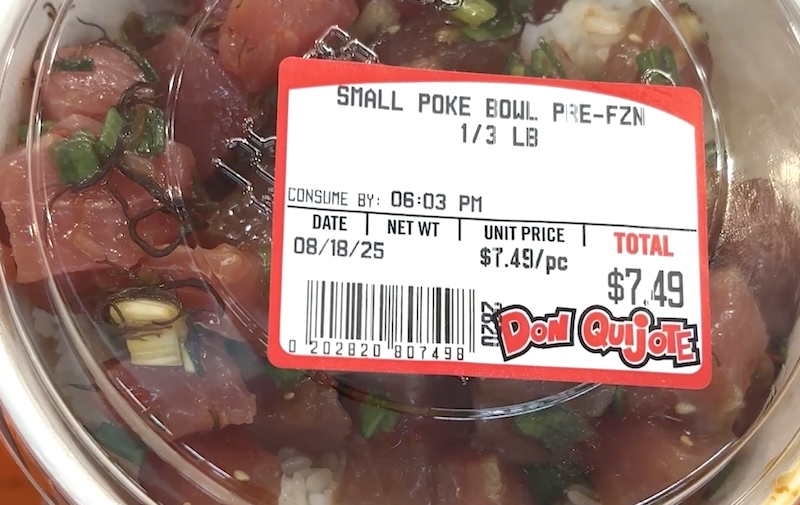 SMALL POKE BOWL PRE-FZN
1/3 LB
CONSUME BY: 06:03 PM
DATE NET WT UNIT PRICE TOTAL
08/18/25 $7.49/pc $7.49
0 202820 807498
2820
DON QUIJOTE